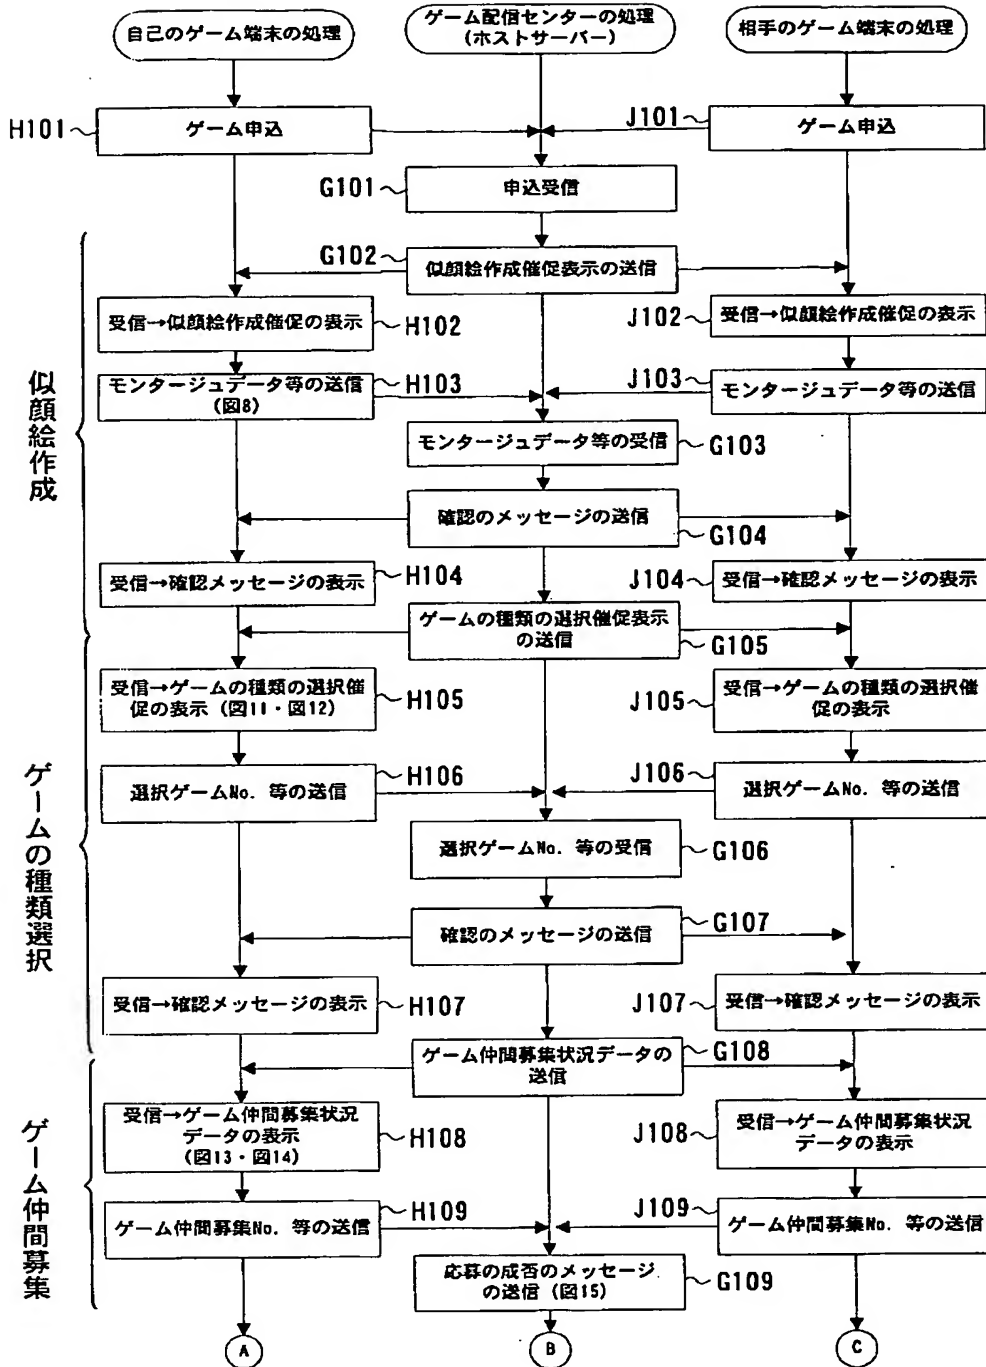 自己のゲーム端末の処理
ゲーム配信センターの処理
(ホストサーバー)
相手のゲーム端末の処理
H101
ゲーム申込
J101
ゲーム申込
G101
申込受信
G102
似顔絵作成催促表示の送信
受信→似顔絵作成催促の表示
H102
J102
受信→似顔絵作成催促の表示
モンタージュデータ等の送信
(図8)
H103
J103
モンタージュデータ等の送信
似顔絵作成
モンタージュデータ等の受信
G103
確認のメッセージの送信
G104
受信→確認メッセージの表示
H104
J104
受信→確認メッセージの表示
ゲームの種類の選択催促表示
の送信
G105
受信→ゲームの種類の選択催
促の表示 (図11・図12)
H105
J105
受信→ゲームの種類の選択催
促の表示
選択ゲームNo. 等の送信
H106
J106
選択ゲームNo. 等の送信
ゲームの種類選択
選択ゲームNo. 等の受信
G106
確認のメッセージの送信
G107
受信→確認メッセージの表示
H107
J107
受信→確認メッセージの表示
ゲーム仲間募集状況データの
送信
G108
受信→ゲーム仲間募集状況
データの表示
(図13・図14)
H108
J108
受信→ゲーム仲間募集状況
データの表示
ゲーム仲間募集
ゲーム仲間募集No. 等の送信
H109
J109
ゲーム仲間募集No. 等の送信
応募の成否のメッセージ
の送信 (図15)
G109
A
B
C